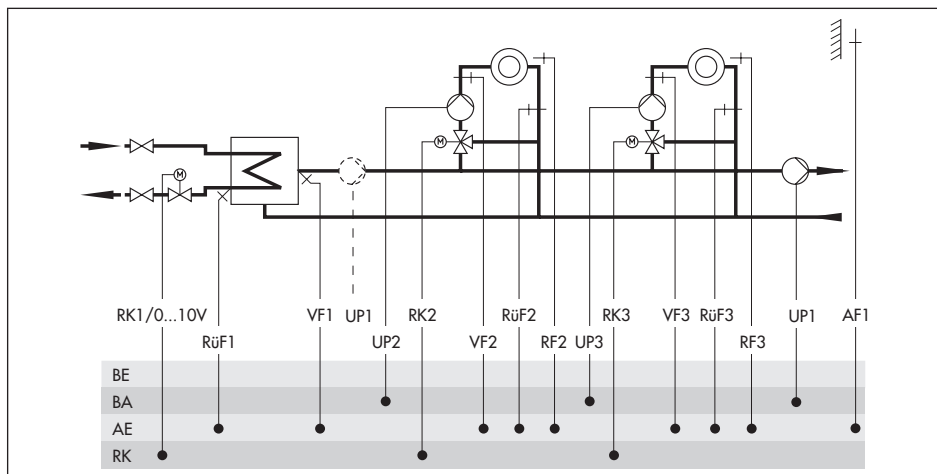 M
M
M
RK1/0...10V VF1 UP1 RK2 RüF2 RK3 VF3 RüF3 UP1 AF1
RüF1 UP2 VF2 RF2 UP3 RF3
BE
BA
AE
RK